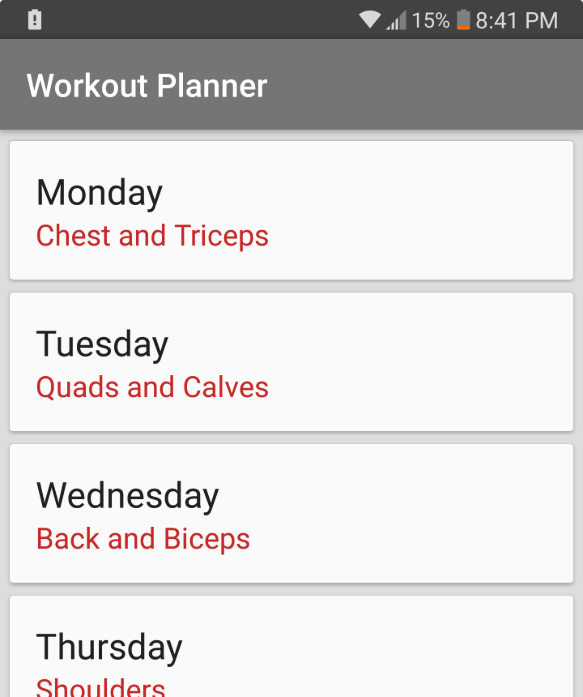 15% 8:41 PM
Workout Planner
Monday
Chest and Triceps
Tuesday
Quads and Calves
Wednesday
Back and Biceps
Thursday
Shoulders